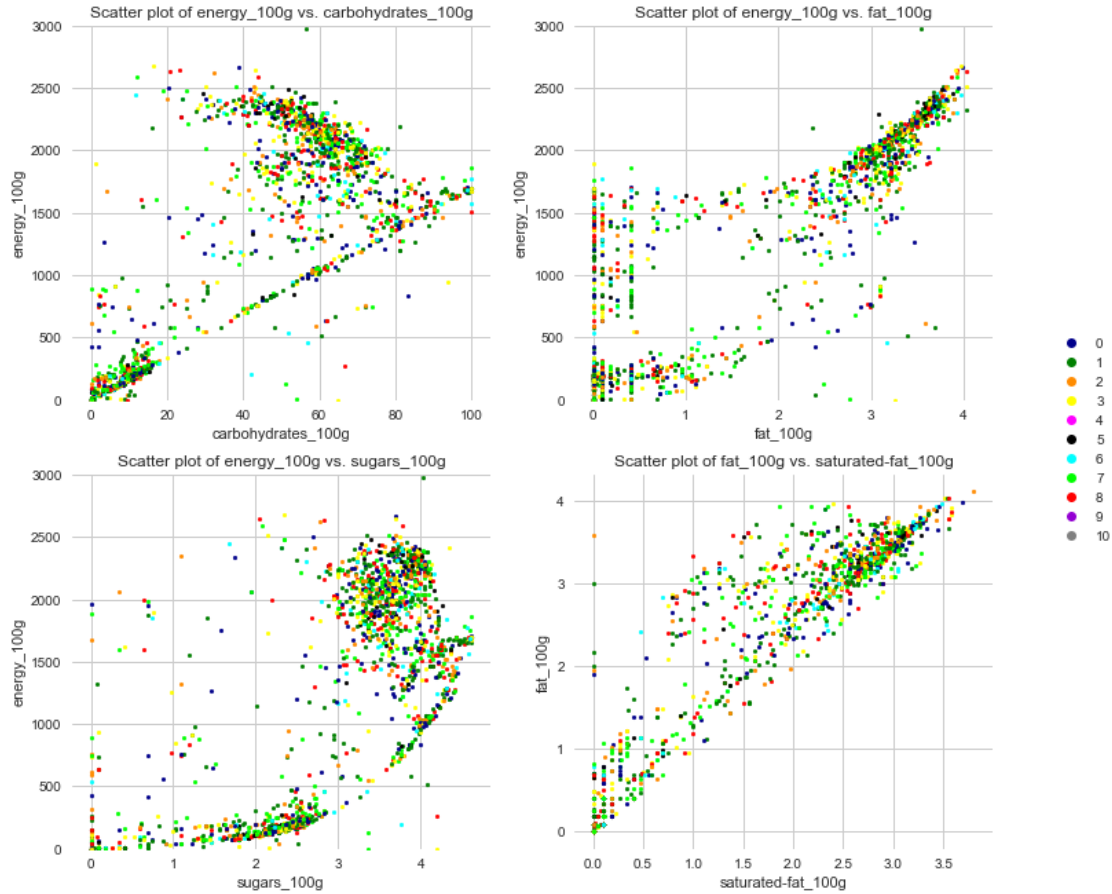 Scatter plot of energy_100g vs. carbohydrates_100g
3000
2500
2000
1500
1000
500
0
energy_100g
0 20 40 60 80 100
carbohydrates_100g
Scatter plot of energy_100g vs. fat_100g
3000
2500
2000
1500
1000
500
0
energy_100g
0 1 2 3 4
fat_100g
Scatter plot of energy_100g vs. sugars_100g
3000
2500
2000
1500
1000
500
0
energy_100g
0 1 2 3 4
sugars_100g
Scatter plot of fat_100g vs. saturated-fat_100g
4
3
2
1
0
fat_100g
0.0 0.5 1.0 1.5 2.0 2.5 3.0 3.5
saturated-fat_100g
0
1
2
3
4
5
6
7
8
9
10